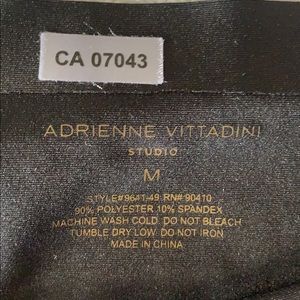 CA 07043
ADRIENNE VITTADINI
STUDIO
M
STYLE#9641-49 RN# 90410
90% POLYESTER 10% SPANDEX
MACHINE WASH COLD DO NOT BLEACH
TUMBLE DRY LOW DO NOT IRON
MADE IN CHINA